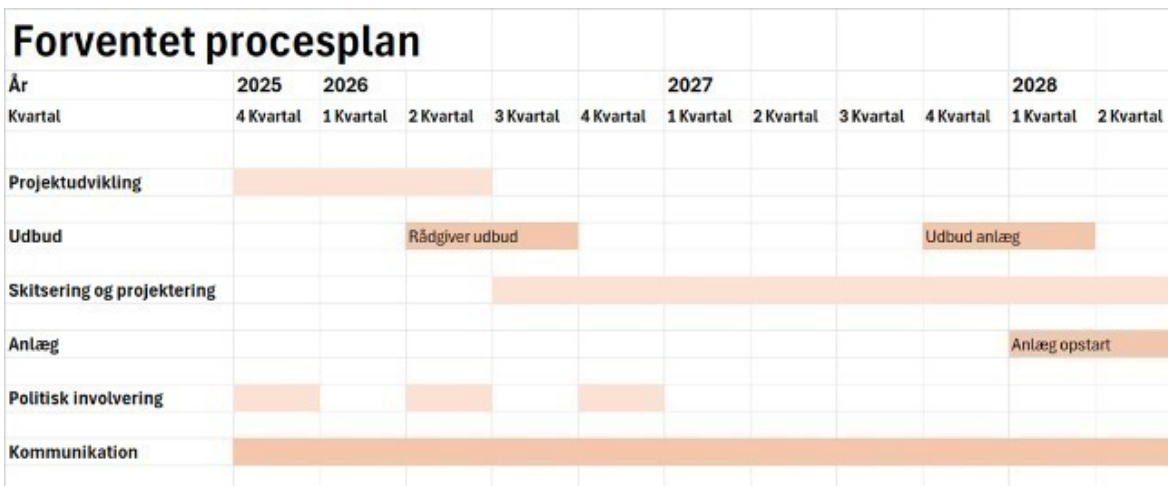 Forventet procesplan
År 2025 2026 2027 2028
Kvartal 4 Kvartal 1 Kvartal 2 Kvartal 3 Kvartal 4 Kvartal 1 Kvartal 2 Kvartal 3 Kvartal 4 Kvartal 1 Kvartal 2 Kvartal
Projektudvikling
Udbud Rådgiver udbud Udbud anlæg
Skitsering og projektering
Anlæg Anlæg opstart
Politisk involvering
Kommunikation